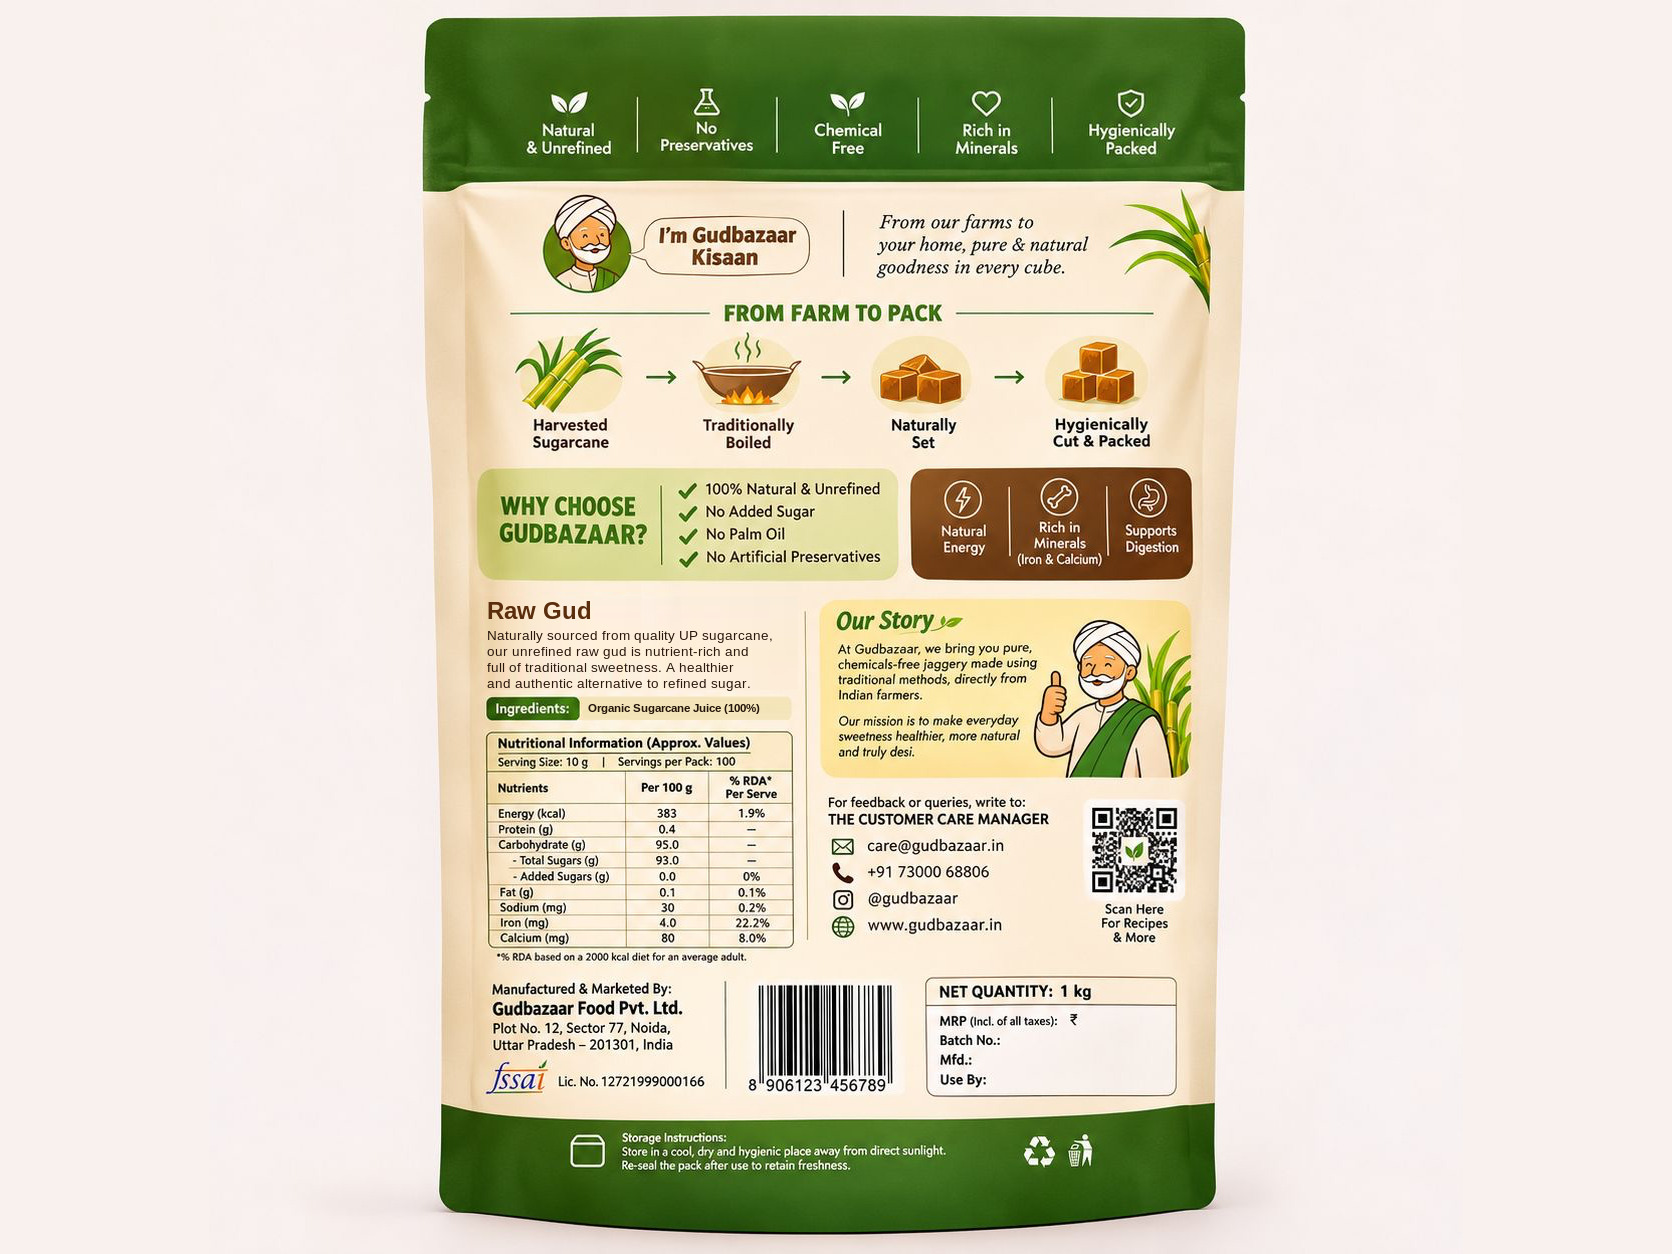 Natural
& Unrefined
No
Preservatives
Chemical
Free
Rich in
Minerals
Hygienically
Packed
I'm Gudbazaar
Kisaan
From our farms to
your home, pure & natural
goodness in every cube.
FROM FARM TO PACK
Harvested
Sugarcane
Traditionally
Boiled
Naturally
Set
Hygienically
Cut & Packed
WHY CHOOSE
GUDBAZAAR?
100% Natural & Unrefined
No Added Sugar
No Palm Oil
No Artificial Preservatives
Natural
Energy
Rich in
Minerals
(Iron & Calcium)
Supports
Digestion
Raw Gud
Naturally sourced from quality UP sugarcane,
our unrefined raw gud is nutrient-rich and
full of traditional sweetness. A healthier
and authentic alternative to refined sugar.
Ingredients: Organic Sugarcane Juice (100%)
Nutritional Information (Approx. Values)
Serving Size: 10 g | Servings per Pack: 100
Nutrients Per 100 g % RDA* Per Serve
Energy (kcal) 383 1.9%
Protein (g) 0.4 –
Carbohydrate (g) 95.0 –
- Total Sugars (g) 93.0 –
- Added Sugars (g) 0.0 0%
Fat (g) 0.1 0.1%
Sodium (mg) 30 0.2%
Iron (mg) 4.0 22.2%
Calcium (mg) 80 8.0%
*% RDA based on a 2000 kcal diet for an average adult.
Our Story
At Gudbazaar, we bring you pure,
chemicals-free jaggery made using
traditional methods, directly from
Indian farmers.
Our mission is to make everyday
sweetness healthier, more natural
and truly desi.
For feedback or queries, write to:
THE CUSTOMER CARE MANAGER
care@gudbazaar.in
+91 73000 68806
@gudbazaar
www.gudbazaar.in
Scan Here
For Recipes
& More
Manufactured & Marketed By:
Gudbazaar Food Pvt. Ltd.
Plot No. 12, Sector 77, Noida,
Uttar Pradesh – 201301, India
fssai Lic. No. 12721999000166
8 906123 456789
NET QUANTITY: 1 kg
MRP (Incl. of all taxes): ₹
Batch No.:
Mfd.:
Use By:
Storage Instructions:
Store in a cool, dry and hygienic place away from direct sunlight.
Re-seal the pack after use to retain freshness.